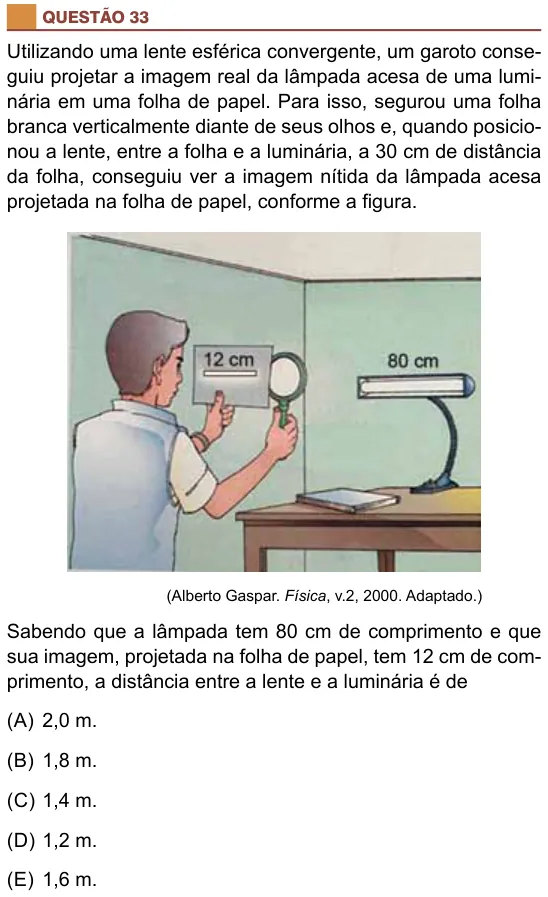 QUESTÃO 33
Utilizando uma lente esférica convergente, um garoto conse-
guiu projetar a imagem real da lâmpada acesa de uma lumi-
nária em uma folha de papel. Para isso, segurou uma folha
branca verticalmente diante de seus olhos e, quando posicio-
nou a lente, entre a folha e a luminária, a 30 cm de distância
da folha, conseguiu ver a imagem nítida da lâmpada acesa
projetada na folha de papel, conforme a figura.
12 cm
80 cm
(Alberto Gaspar. Física, v.2, 2000. Adaptado.)
Sabendo que a lâmpada tem 80 cm de comprimento e que
sua imagem, projetada na folha de papel, tem 12 cm de com-
primento, a distância entre a lente e a luminária é de
(A) 2,0 m.
(B) 1,8 m.
(C) 1,4 m.
(D) 1,2 m.
(E) 1,6 m.